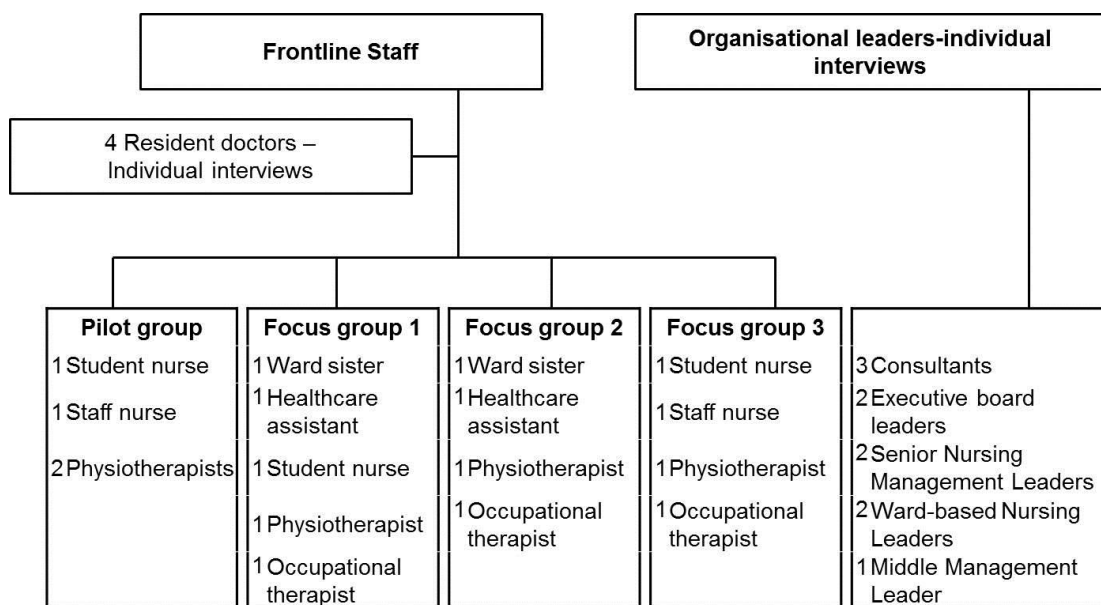 Frontline Staff
Organisational leaders-individual
interviews
4 Resident doctors –
Individual interviews
Pilot group
1 Student nurse
1 Staff nurse
2 Physiotherapists
Focus group 1
1 Ward sister
1 Healthcare
assistant
1 Student nurse
1 Physiotherapist
1 Occupational
therapist
Focus group 2
1 Ward sister
1 Healthcare
assistant
1 Physiotherapist
1 Occupational
therapist
Focus group 3
1 Student nurse
1 Staff nurse
1 Physiotherapist
1 Occupational
therapist
3 Consultants
2 Executive board
leaders
2 Senior Nursing
Management Leaders
2 Ward-based Nursing
Leaders
1 Middle Management
Leader